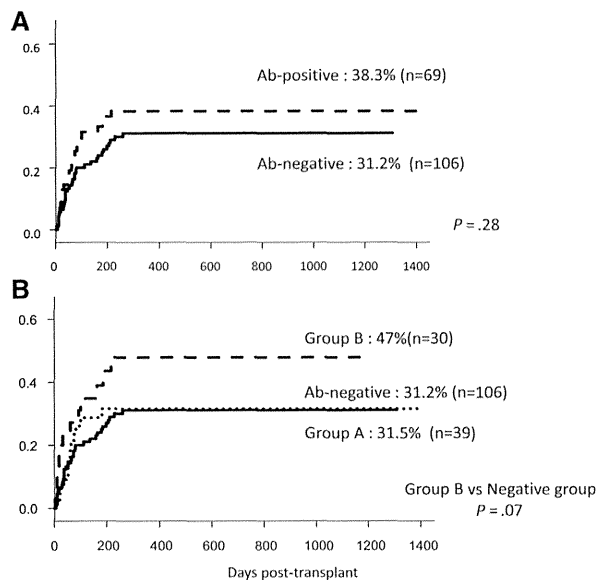 A
0.6
Ab-positive : 38.3% (n=69)
0.4
0.2
Ab-negative : 31.2% (n=106)
0.0
P = .28
0 200 400 600 800 1000 1200 1400
B
0.6
Group B : 47%(n=30)
0.4
Ab-negative : 31.2% (n=106)
Group A : 31.5% (n=39)
0.2
Group B vs Negative group
0.0
P = .07
0 200 400 600 800 1000 1200 1400
Days post-transplant